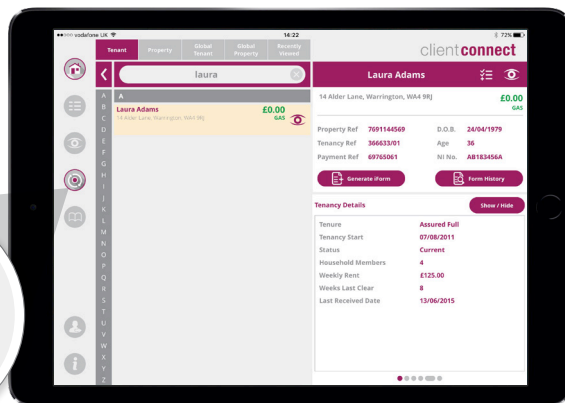 vodafone UK
14:22
72%
Tenant
Property
Global Tenant
Global Property
Recently Viewed
clientconnect
laura
Laura Adams
A
B
C
D
E
F
G
H
I
J
K
L
M
N
O
P
Q
R
S
T
U
V
W
X
Y
Z
A
Laura Adams
£0.00
14 Alder Lane, Warrington, WA4 9RJ
GAS
14 Alder Lane, Warrington, WA4 9RJ
£0.00
GAS
Property Ref 7691144569 D.O.B. 24/04/1979
Tenancy Ref 366633/01 Age 36
Payment Ref 69765061 NI No. AB183456A
Generate iForm
Form History
Tenancy Details
Show / Hide
Tenure Assured Full
Tenancy Start 07/08/2011
Status Current
Household Members 4
Weekly Rent £125.00
Weeks Last Clear 8
Last Received Date 13/06/2015
i